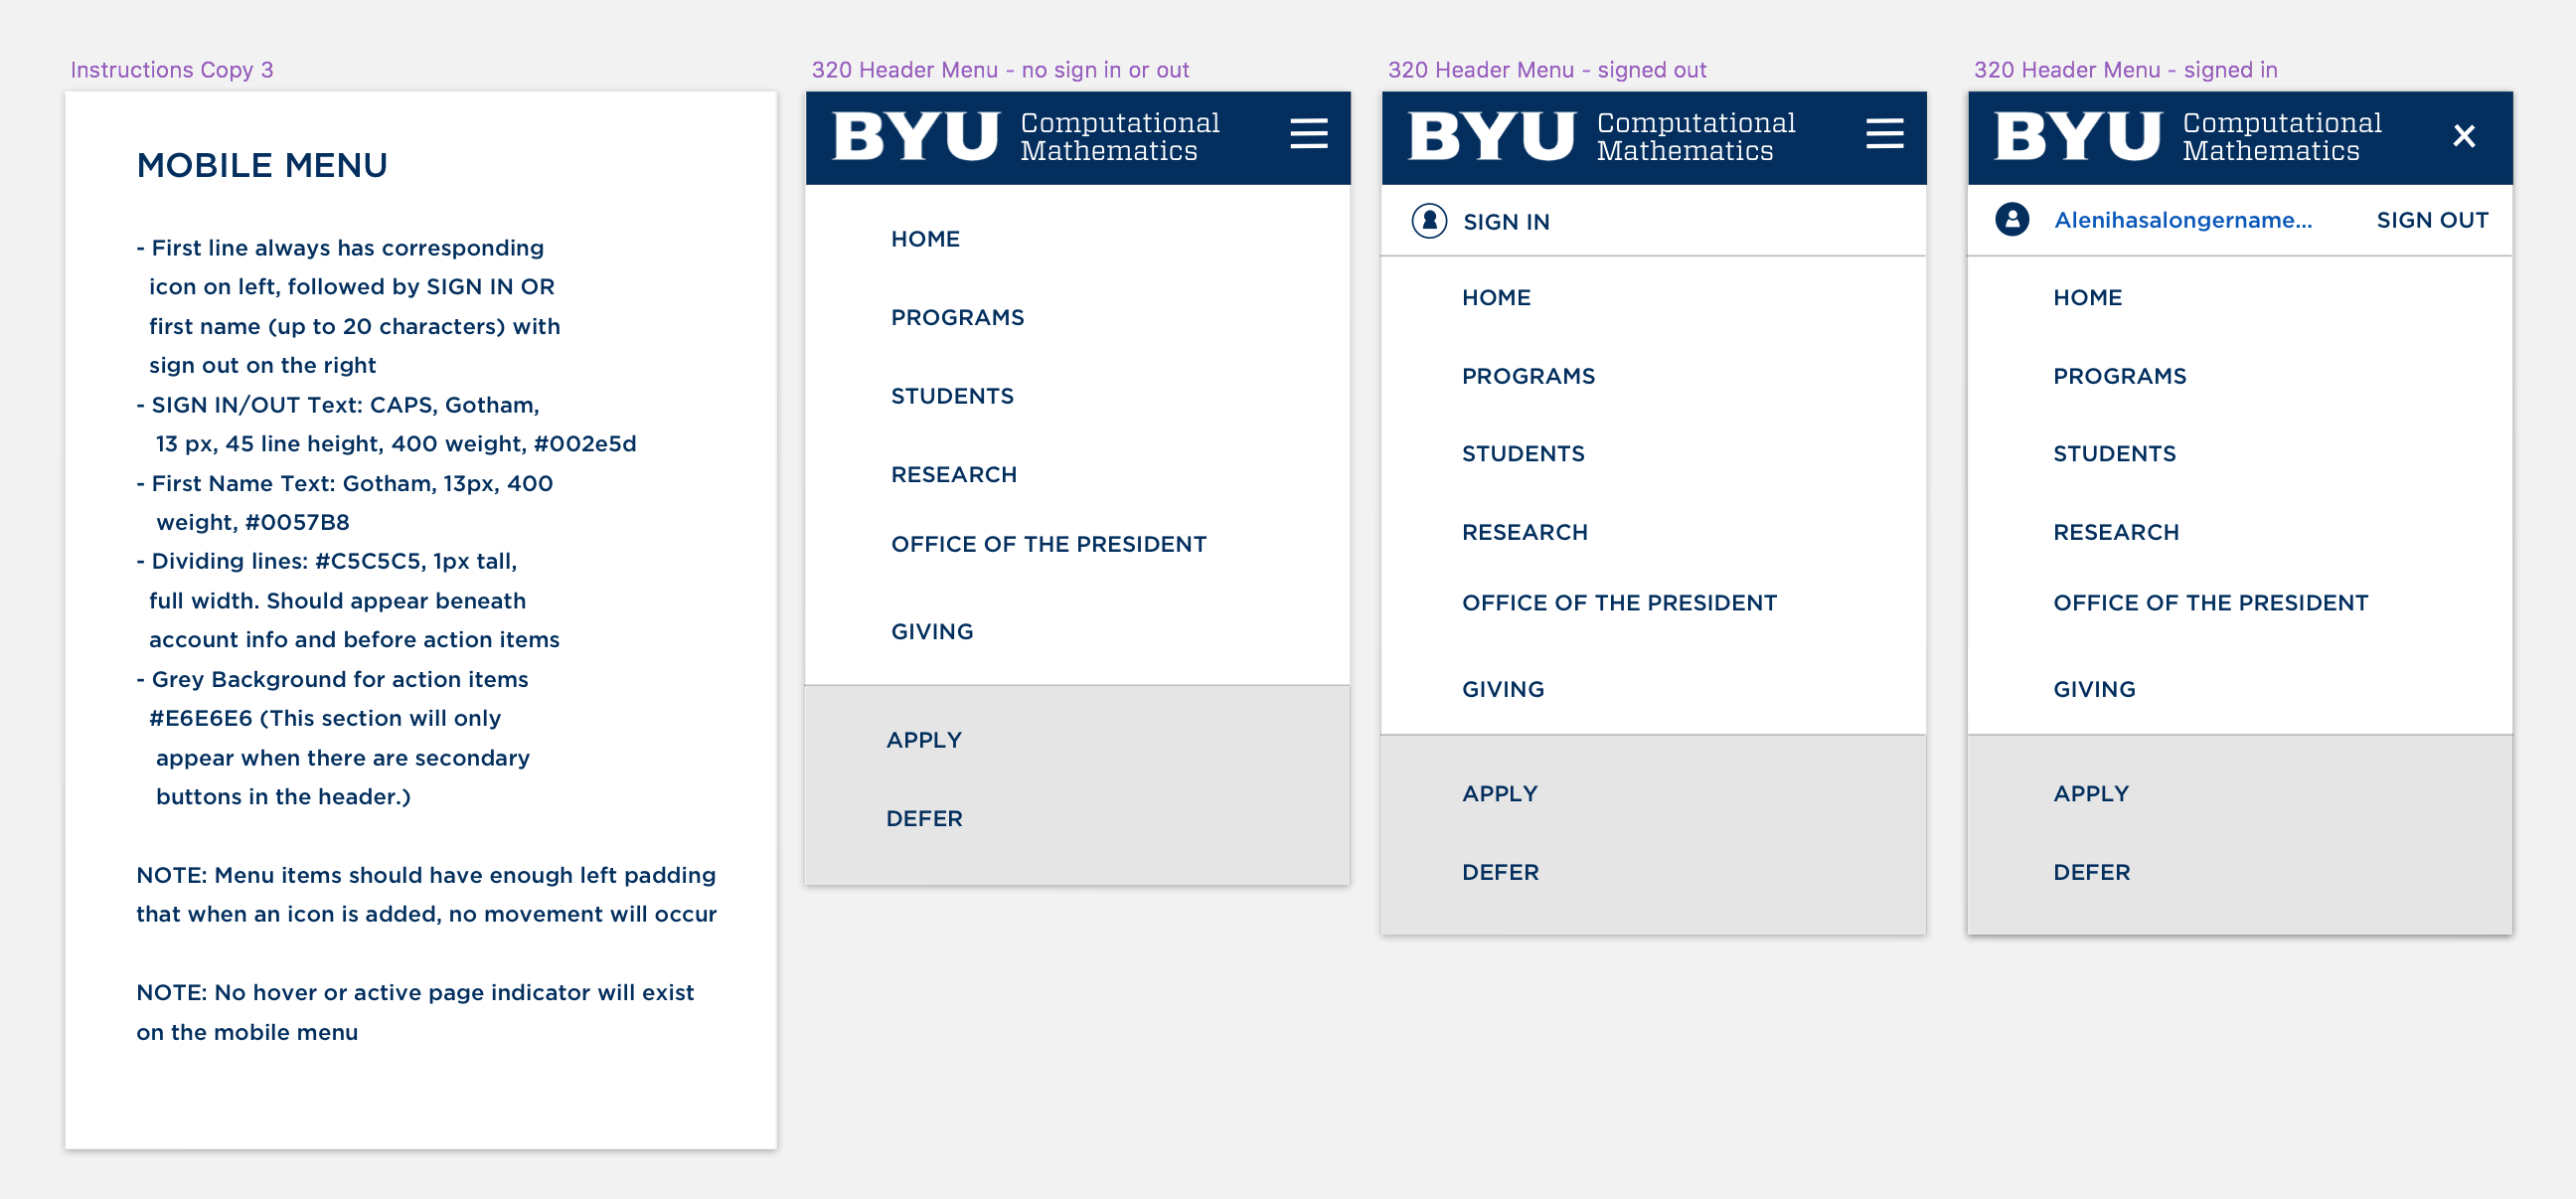 Instructions Copy 3
MOBILE MENU
- First line always has corresponding
icon on left, followed by SIGN IN OR
first name (up to 20 characters) with
sign out on the right
- SIGN IN/OUT Text: CAPS, Gotham,
13 px, 45 line height, 400 weight, #002e5d
- First Name Text: Gotham, 13px, 400
weight, #0057B8
- Dividing lines: #C5C5C5, 1px tall,
full width. Should appear beneath
account info and before action items
- Grey Background for action items
#E6E6E6 (This section will only
appear when there are secondary
buttons in the header.)
NOTE: Menu items should have enough left padding
that when an icon is added, no movement will occur
NOTE: No hover or active page indicator will exist
on the mobile menu
320 Header Menu - no sign in or out
BYU Computational
Mathematics
HOME
PROGRAMS
STUDENTS
RESEARCH
OFFICE OF THE PRESIDENT
GIVING
APPLY
DEFER
320 Header Menu - signed out
BYU Computational
Mathematics
SIGN IN
HOME
PROGRAMS
STUDENTS
RESEARCH
OFFICE OF THE PRESIDENT
GIVING
APPLY
DEFER
320 Header Menu - signed in
BYU Computational
Mathematics
Alenihasalongername... SIGN OUT
HOME
PROGRAMS
STUDENTS
RESEARCH
OFFICE OF THE PRESIDENT
GIVING
APPLY
DEFER